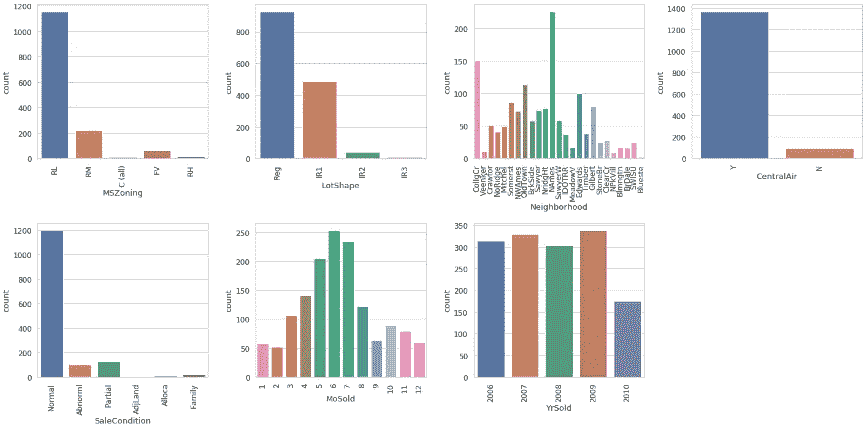 1200
1000
800
600
400
200
0
count
RL
RM
C (all)
FV
RH
MSZoning
800
600
400
200
0
count
Reg
IR1
IR2
IR3
LotShape
200
150
100
50
0
count
CollgCr
Veenker
Crawfor
NoRidge
Mitchel
Somerst
NWAmes
OldTown
BrkSide
Sawyer
NridgHt
NAmes
SawyerW
IDOTRR
MeadowV
Edwards
Timber
Gilbert
StoneBr
ClearCr
NPkVill
Blmngtn
BrDale
SWISU
Blueste
Neighborhood
1400
1200
1000
800
600
400
200
0
count
Y
N
CentralAir
1200
1000
800
600
400
200
0
count
Normal
Abnorml
Partial
AdjLand
Alloca
Family
SaleCondition
250
200
150
100
50
0
count
1
2
3
4
5
6
7
8
9
10
11
12
MoSold
350
300
250
200
150
100
50
0
count
2006
2007
2008
2009
2010
YrSold